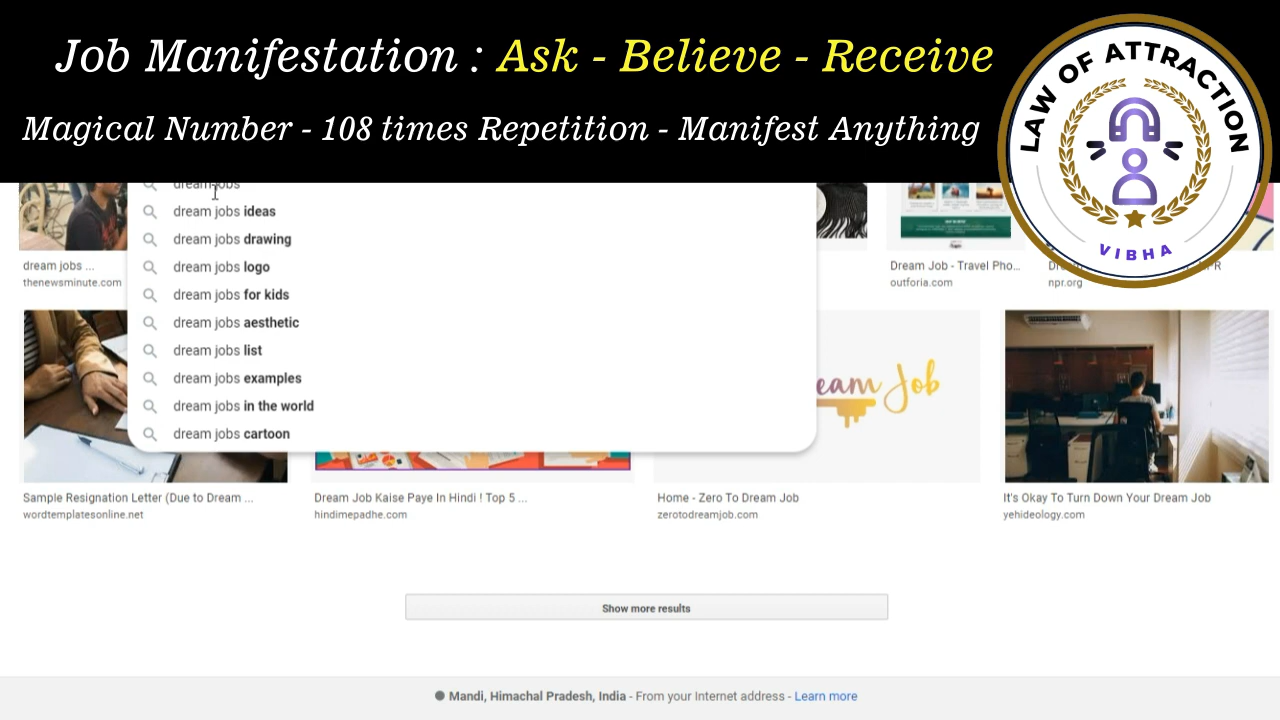 Job Manifestation : Ask - Believe - Receive
Magical Number - 108 times Repetition - Manifest Anything
LAW OF ATTRACTION
VIBHA
dream jobs
dream jobs ideas
dream jobs drawing
dream jobs logo
dream jobs for kids
dream jobs aesthetic
dream jobs list
dream jobs examples
dream jobs in the world
dream jobs cartoon
dream jobs ...
thenewsminute.com
Dream Job - Travel Pho...
outforia.com
npr.org
eam Job
Sample Resignation Letter (Due to Dream ...
wordtemplatesonline.net
Dream Job Kaise Paye In Hindi ! Top 5 ...
hindimepadhe.com
Home - Zero To Dream Job
zerotodreamjob.com
It's Okay To Turn Down Your Dream Job
yehideology.com
Show more results
Mandi, Himachal Pradesh, India - From your Internet address - Learn more